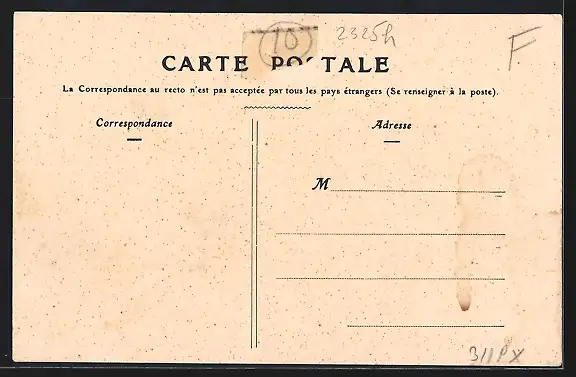 10 2325h
F
CARTE POSTALE
La Correspondance au recto n'est pas acceptée par tous les pays étrangers (Se renseigner à la poste).
Correspondance
Adresse
M